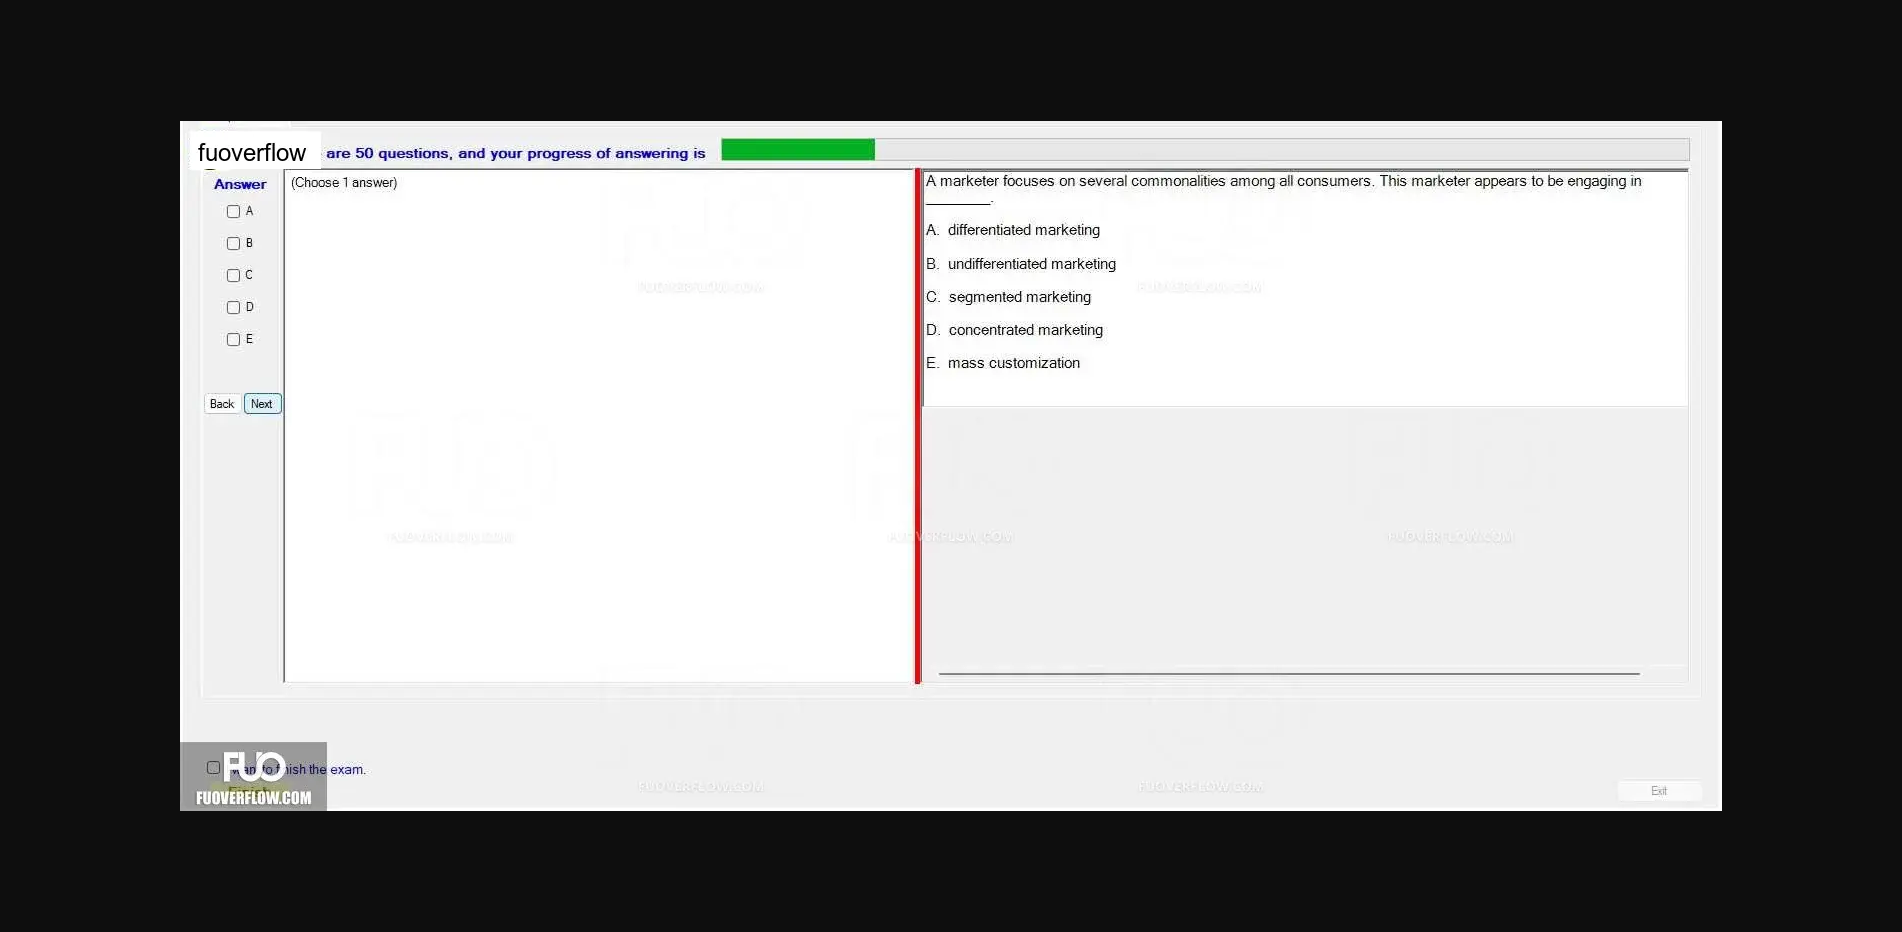 fuoverflow
are 50 questions, and your progress of answering is
Answer
(Choose 1 answer)
A
B
C
D
E
Back
Next
A marketer focuses on several commonalities among all consumers. This marketer appears to be engaging in
________.
A. differentiated marketing
B. undifferentiated marketing
C. segmented marketing
D. concentrated marketing
E. mass customization
FUOVERFLOW.COM
FUOVERFLOW.COM
FUOVERFLOW.COM
FUOVERFLOW.COM
FUOVERFLOW.COM
FUOVERFLOW.COM
FUOVERFLOW.COM
FUO
want to finish the exam.
Finish
FUOVERFLOW.COM
Exit